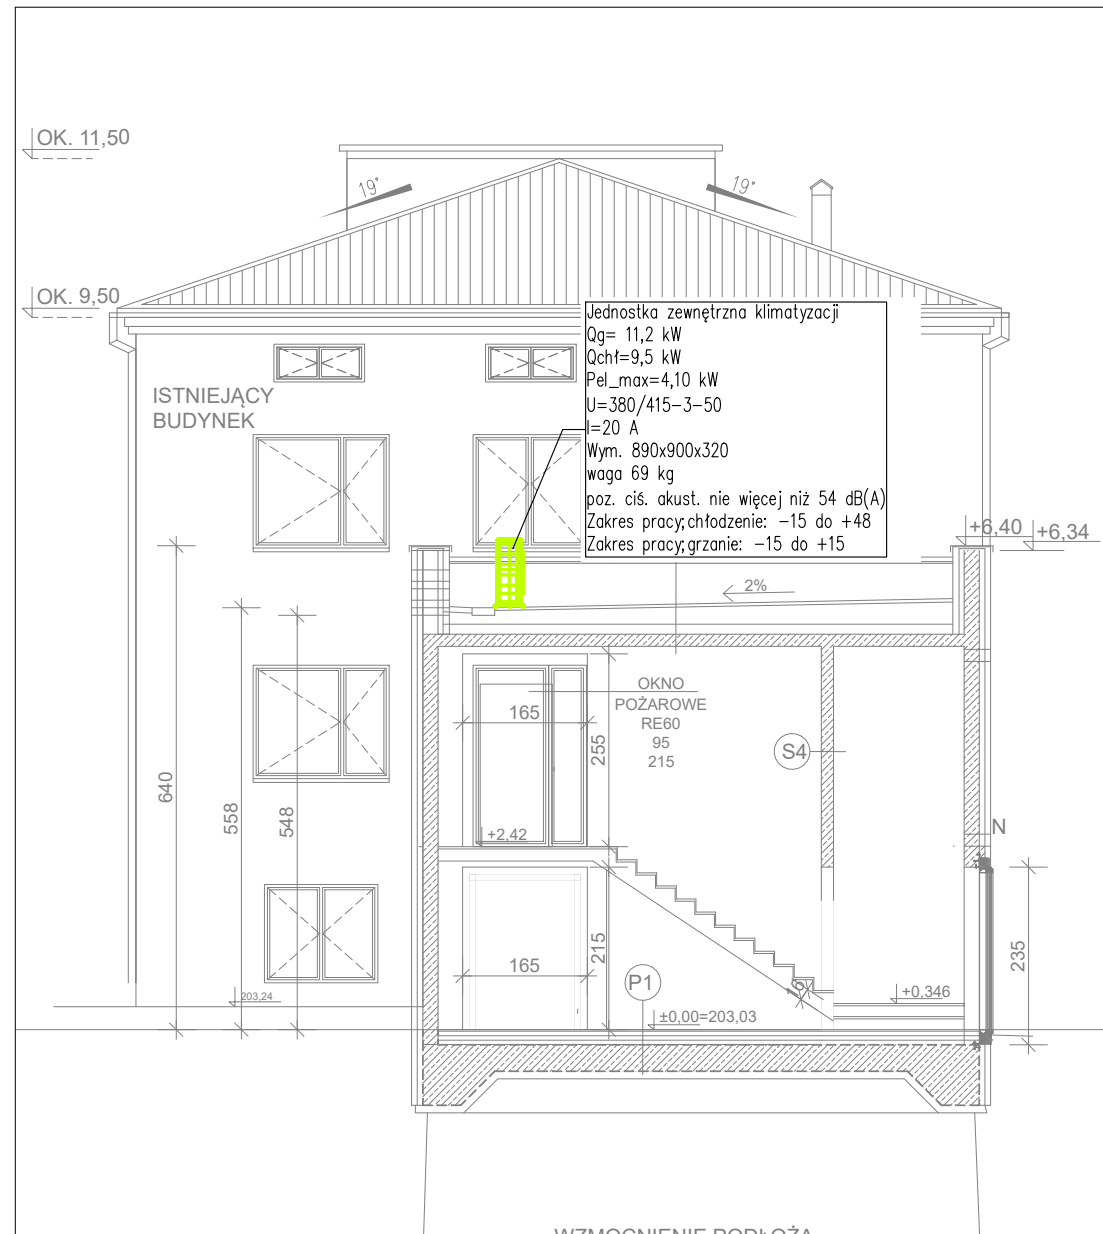 OK. 11,50
19°
19°
OK. 9,50
Jednostka zewnętrzna klimatyzacji
Qg= 11,2 kW
Qchł=9,5 kW
Pel_max=4,10 kW
U=380/415-3-50
I=20 A
Wym. 890x900x320
waga 69 kg
poz. ciś. akust. nie więcej niż 54 dB(A)
Zakres pracy;chłodzenie: -15 do +48
Zakres pracy;grzanie: -15 do +15
ISTNIEJĄCY
BUDYNEK
+6,40
+6,34
2%
OKNO
POŻAROWE
RE60
95
215
165
255
S4
640
558
548
+2,42
N
215
235
165
P1
16
+0,346
203,24
±0,00=203,03
WZMOCNIENIE PODŁOŻA